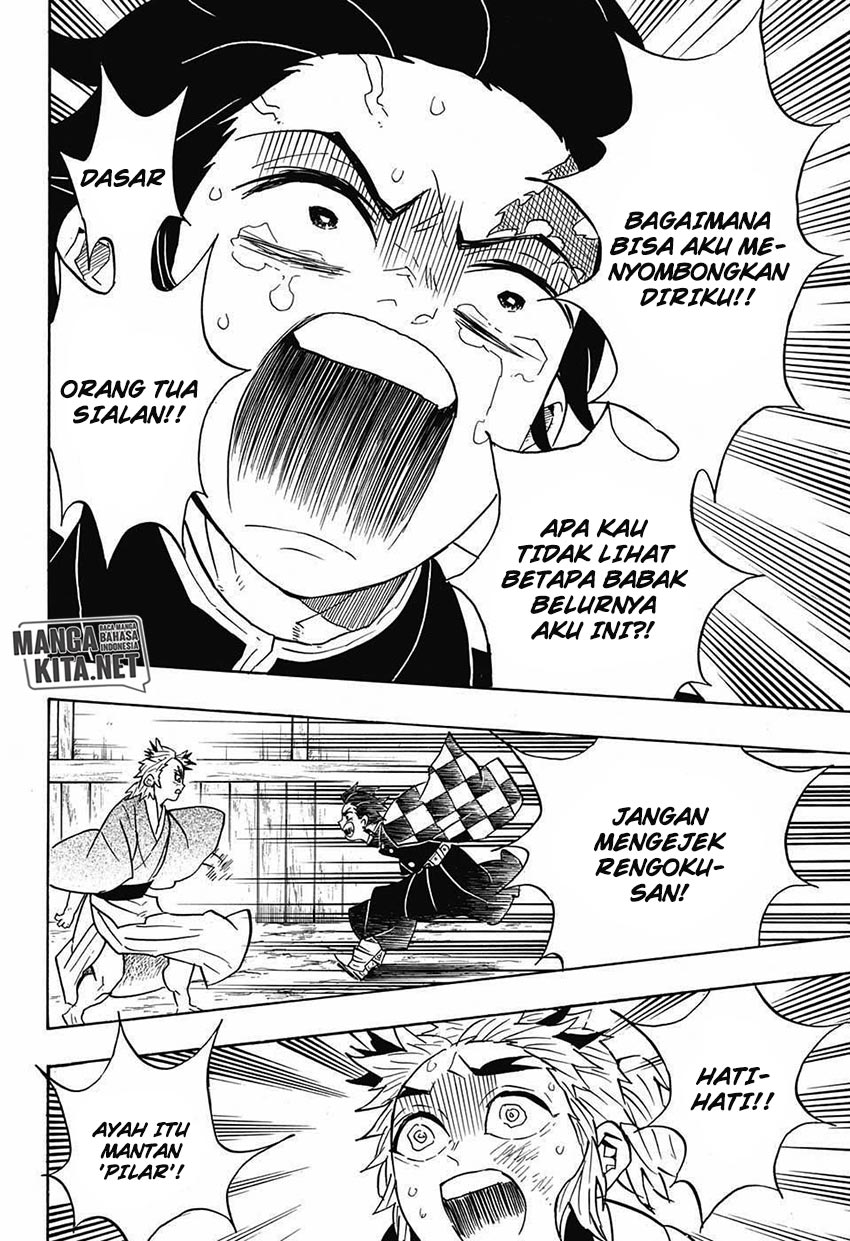 BAGAIMANA
BISA AKU ME-
NYOMBONGKAN
DIRIKU!!
APA KAU
TIDAK LIHAT
BETAPA BABAK
BELURNYA
AKU INI?!
DASAR
ORANG TUA
SIALAN!!
MANGA
KITA.NET
BACA MANGA
BAHASA
INDONESIA
JANGAN
MENGEJEK
RENGOKU-
SAN!
HATI-
HATI!!
AYAH ITU
MANTAN
'PILAR'!